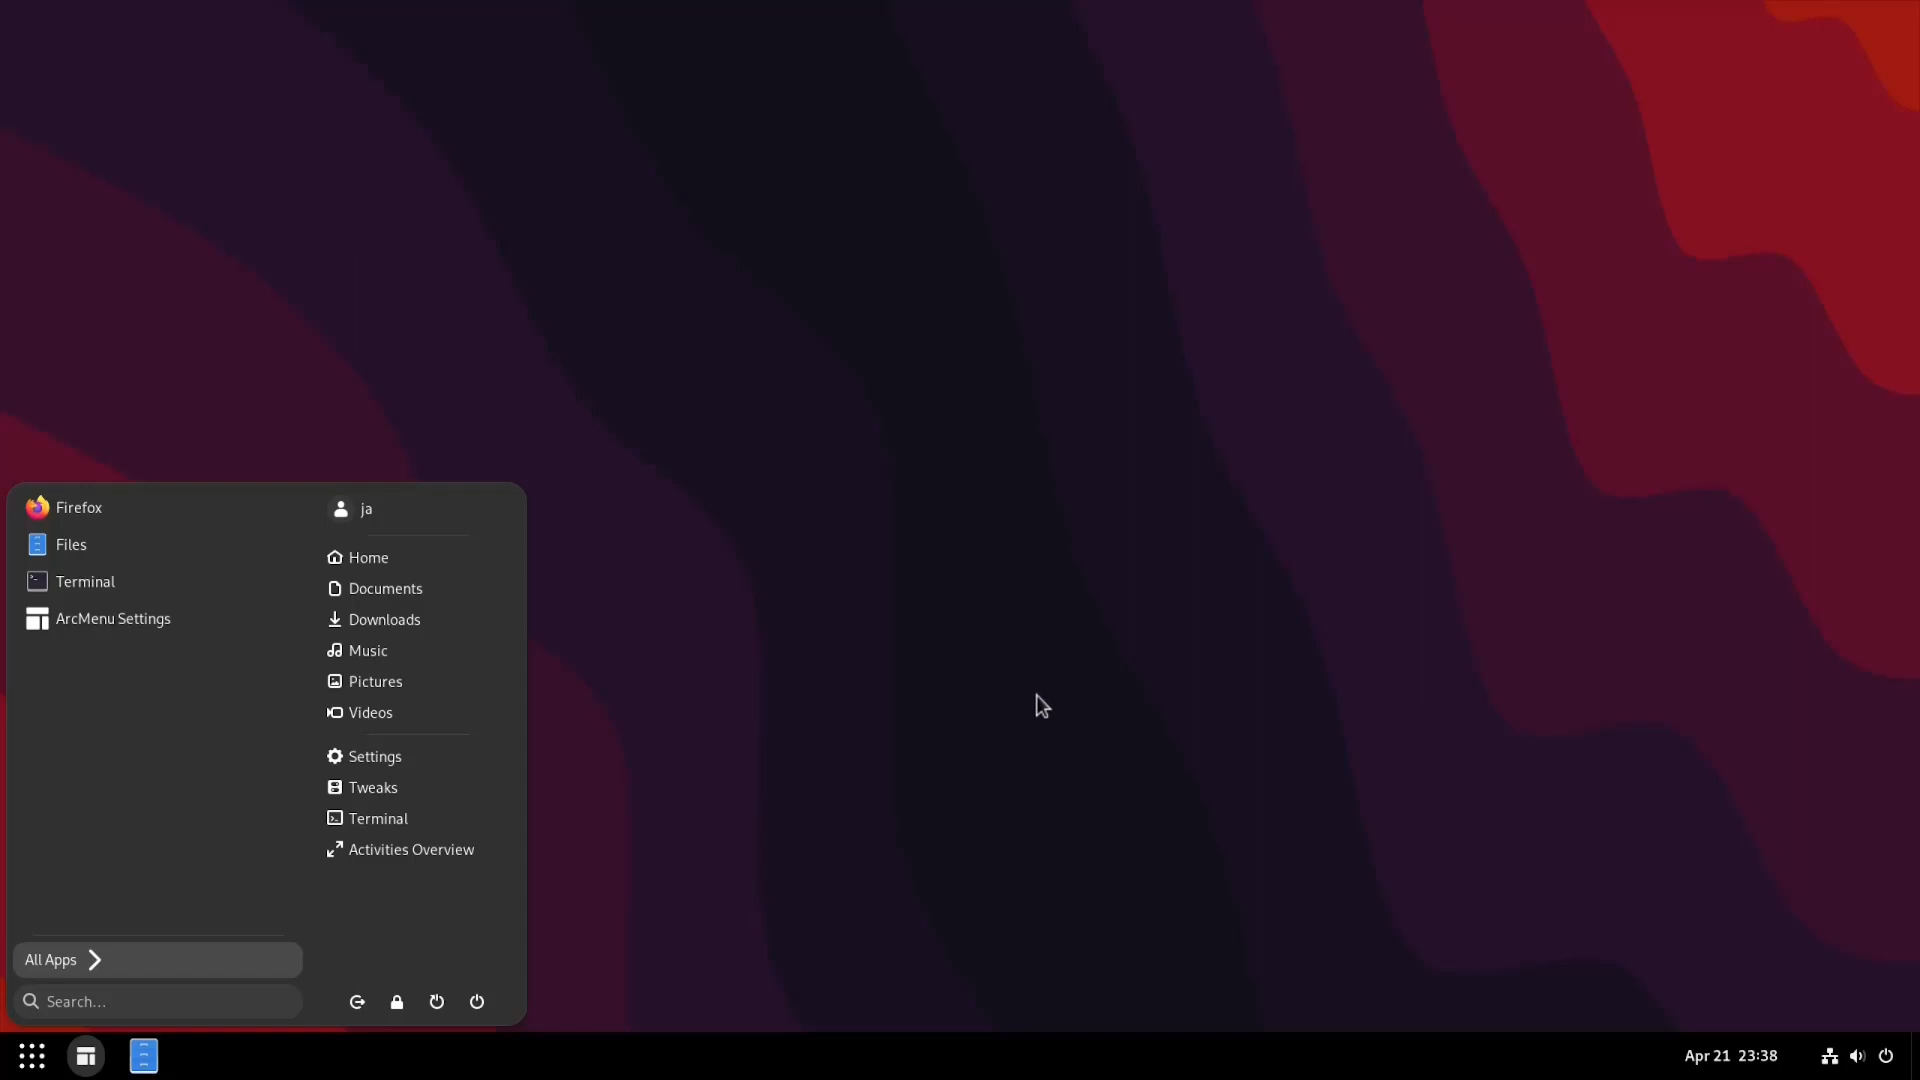 Firefox
Files
Terminal
ArcMenu Settings
All Apps
Search...
ja
Home
Documents
Downloads
Music
Pictures
Videos
Settings
Tweaks
Terminal
Activities Overview
Apr 21 23:38